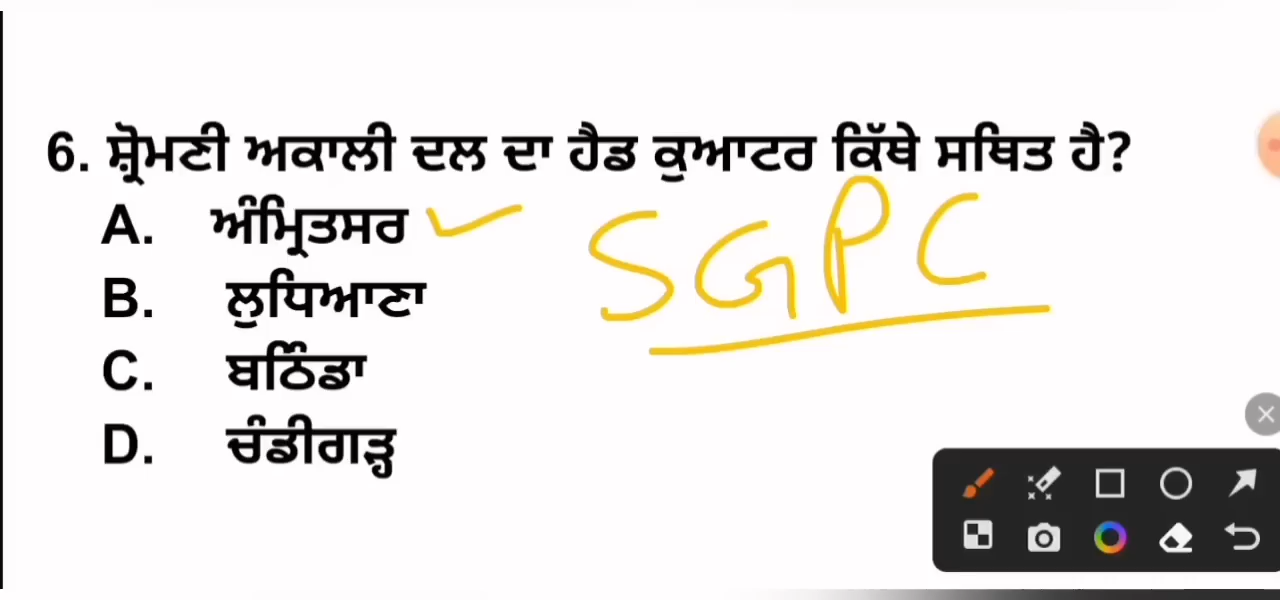 6. ਸ਼੍ਰੋਮਣੀ ਅਕਾਲੀ ਦਲ ਦਾ ਹੈਡ ਕੁਆਟਰ ਕਿੱਥੇ ਸਥਿਤ ਹੈ?
A. ਅੰਮ੍ਰਿਤਸਰ
SGPC
B. ਲੁਧਿਆਣਾ
C. ਬਠਿੰਡਾ
D. ਚੰਡੀਗੜ੍ਹ